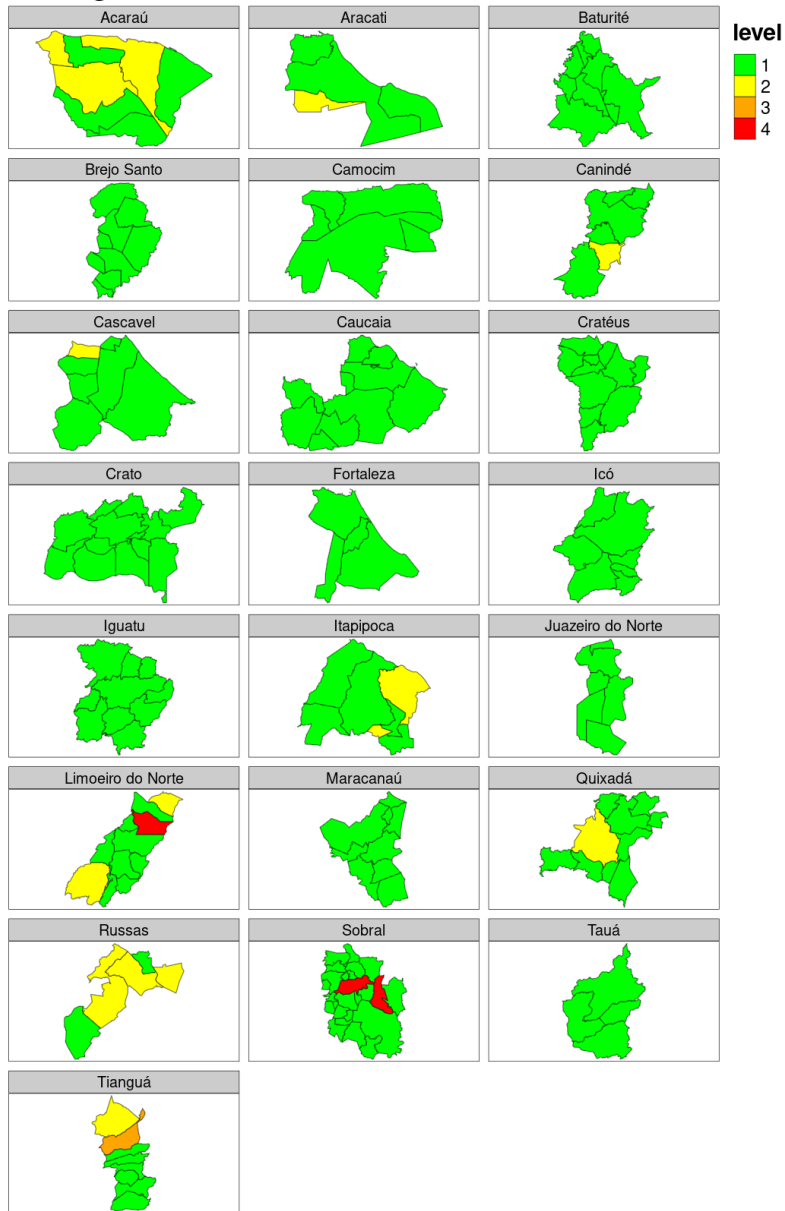 Acaraú
Aracati
Baturité
level
1
2
3
4
Brejo Santo
Camocim
Canindé
Cascavel
Caucaia
Cratéus
Crato
Fortaleza
Icó
Iguatu
Itapipoca
Juazeiro do Norte
Limoeiro do Norte
Maracanaú
Quixadá
Russas
Sobral
Tauá
Tianguá